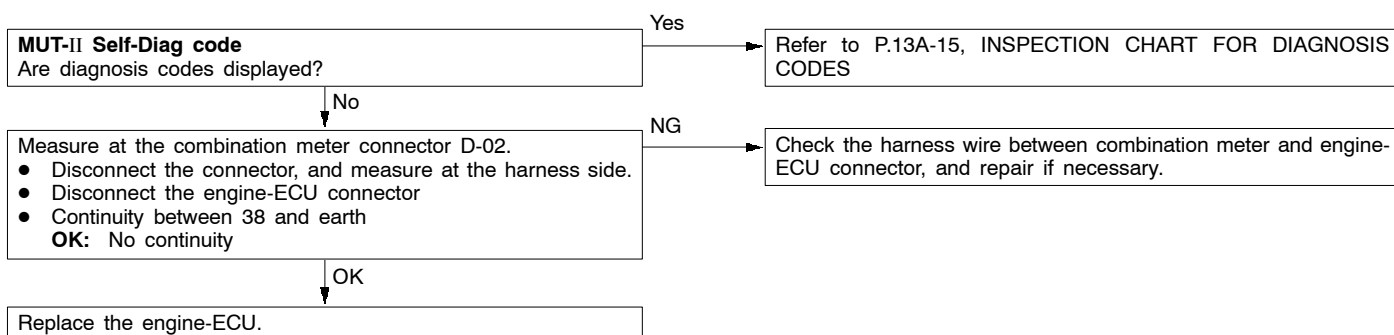 MUT-II Self-Diag code
Are diagnosis codes displayed?
Yes
Refer to P.13A-15, INSPECTION CHART FOR DIAGNOSIS
CODES
No
Measure at the combination meter connector D-02.
● Disconnect the connector, and measure at the harness side.
● Disconnect the engine-ECU connector
● Continuity between 38 and earth
OK: No continuity
NG
Check the harness wire between combination meter and engine-
ECU connector, and repair if necessary.
OK
Replace the engine-ECU.